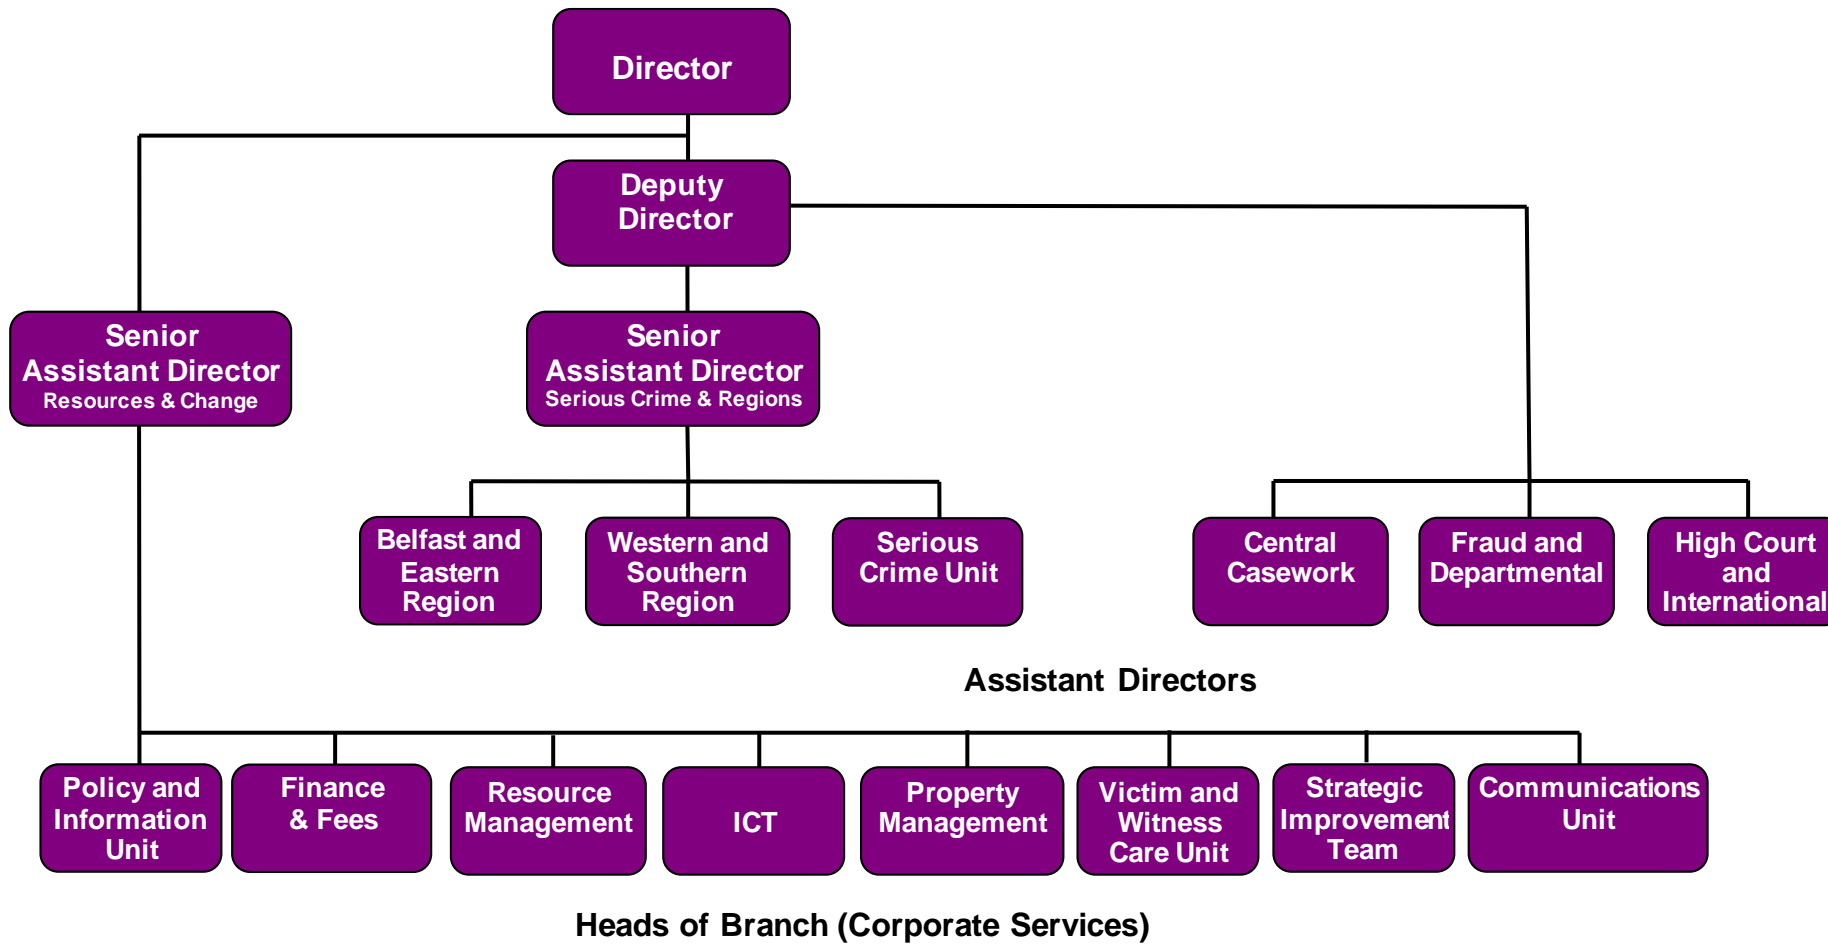 Director
Deputy
Director
Senior
Assistant Director
Resources & Change
Senior
Assistant Director
Serious Crime & Regions
Belfast and
Eastern
Region
Western and
Southern
Region
Serious
Crime Unit
Central
Casework
Fraud and
Departmental
High Court
and
International
Assistant Directors
Policy and
Information
Unit
Finance
& Fees
Resource
Management
ICT
Property
Management
Victim and
Witness
Care Unit
Strategic
Improvement
Team
Communications
Unit
Heads of Branch (Corporate Services)